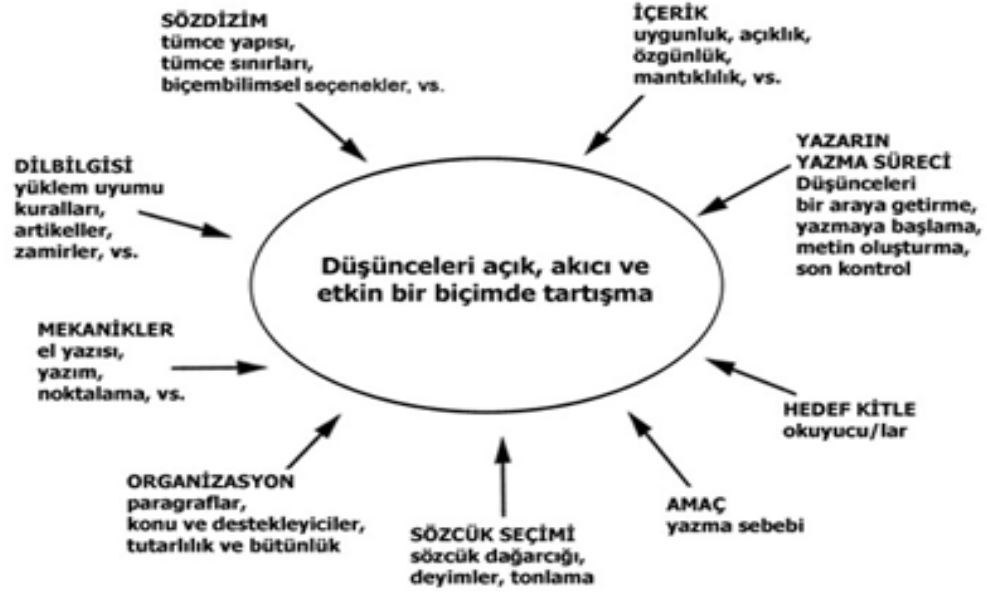 SÖZDİZİM
tümce yapısı,
tümce sınırları,
biçembilimsel seçenekler, vs.
İÇERİK
uygunluk, açıklık,
özgünlük,
mantıklılık, vs.
DİLBİLGİSİ
yüklem uyumu
kuralları,
artikeller,
zamirler, vs.
YAZARIN
YAZMA SÜRECİ
Düşünceleri
bir araya getirme,
yazmaya başlama,
metin oluşturma,
son kontrol
Düşünceleri açık, akıcı ve
etkin bir biçimde tartışma
MEKANİKLER
el yazısı,
yazım,
noktalama, vs.
HEDEF KİTLE
okuyucu/lar
ORGANİZASYON
paragraflar,
konu ve destekleyiciler,
tutarlılık ve bütünlük
SÖZCÜK SEÇİMİ
sözcük dağarcığı,
deyimler, tonlama
AMAÇ
yazma sebebi